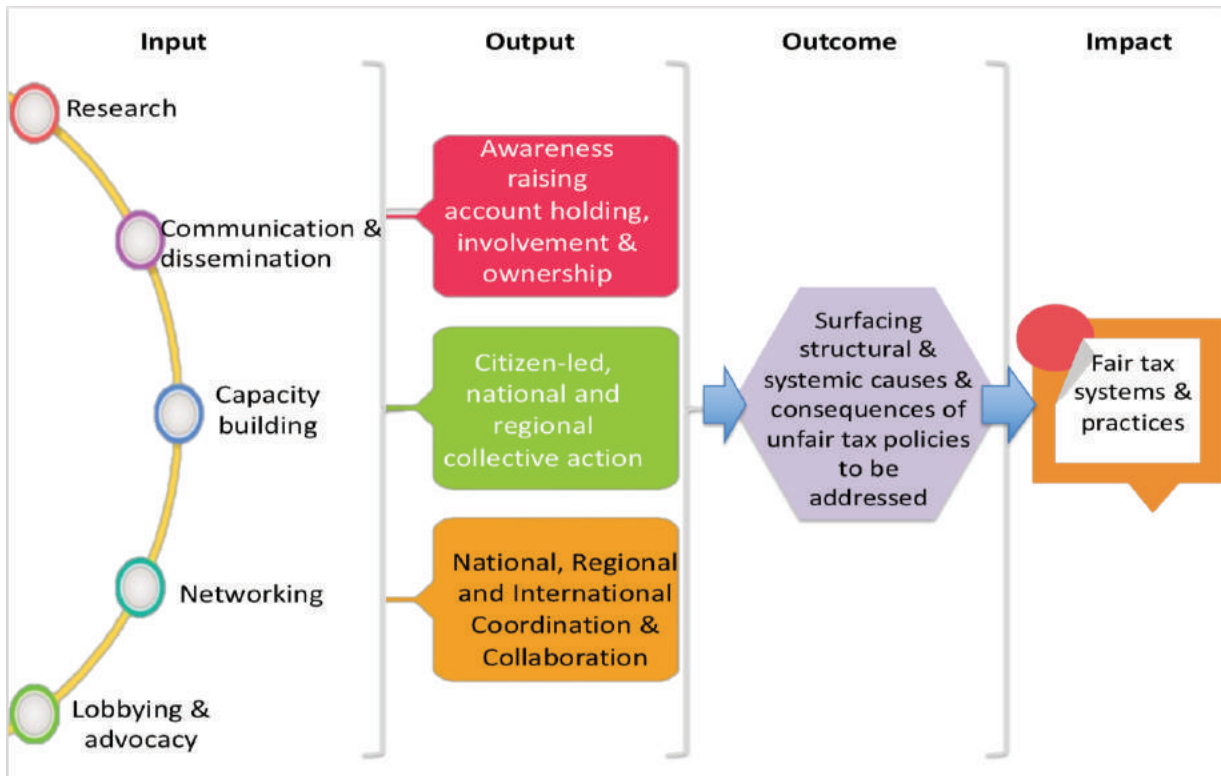 Input
Output
Outcome
Impact
Research
Communication &
dissemination
Capacity
building
Networking
Lobbying &
advocacy
Awareness
raising
account holding,
involvement &
ownership
Citizen-led,
national and
regional
collective action
National, Regional
and International
Coordination &
Collaboration
Surfacing
structural &
systemic causes &
consequences of
unfair tax policies
to be
addressed
Fair tax
systems &
practices